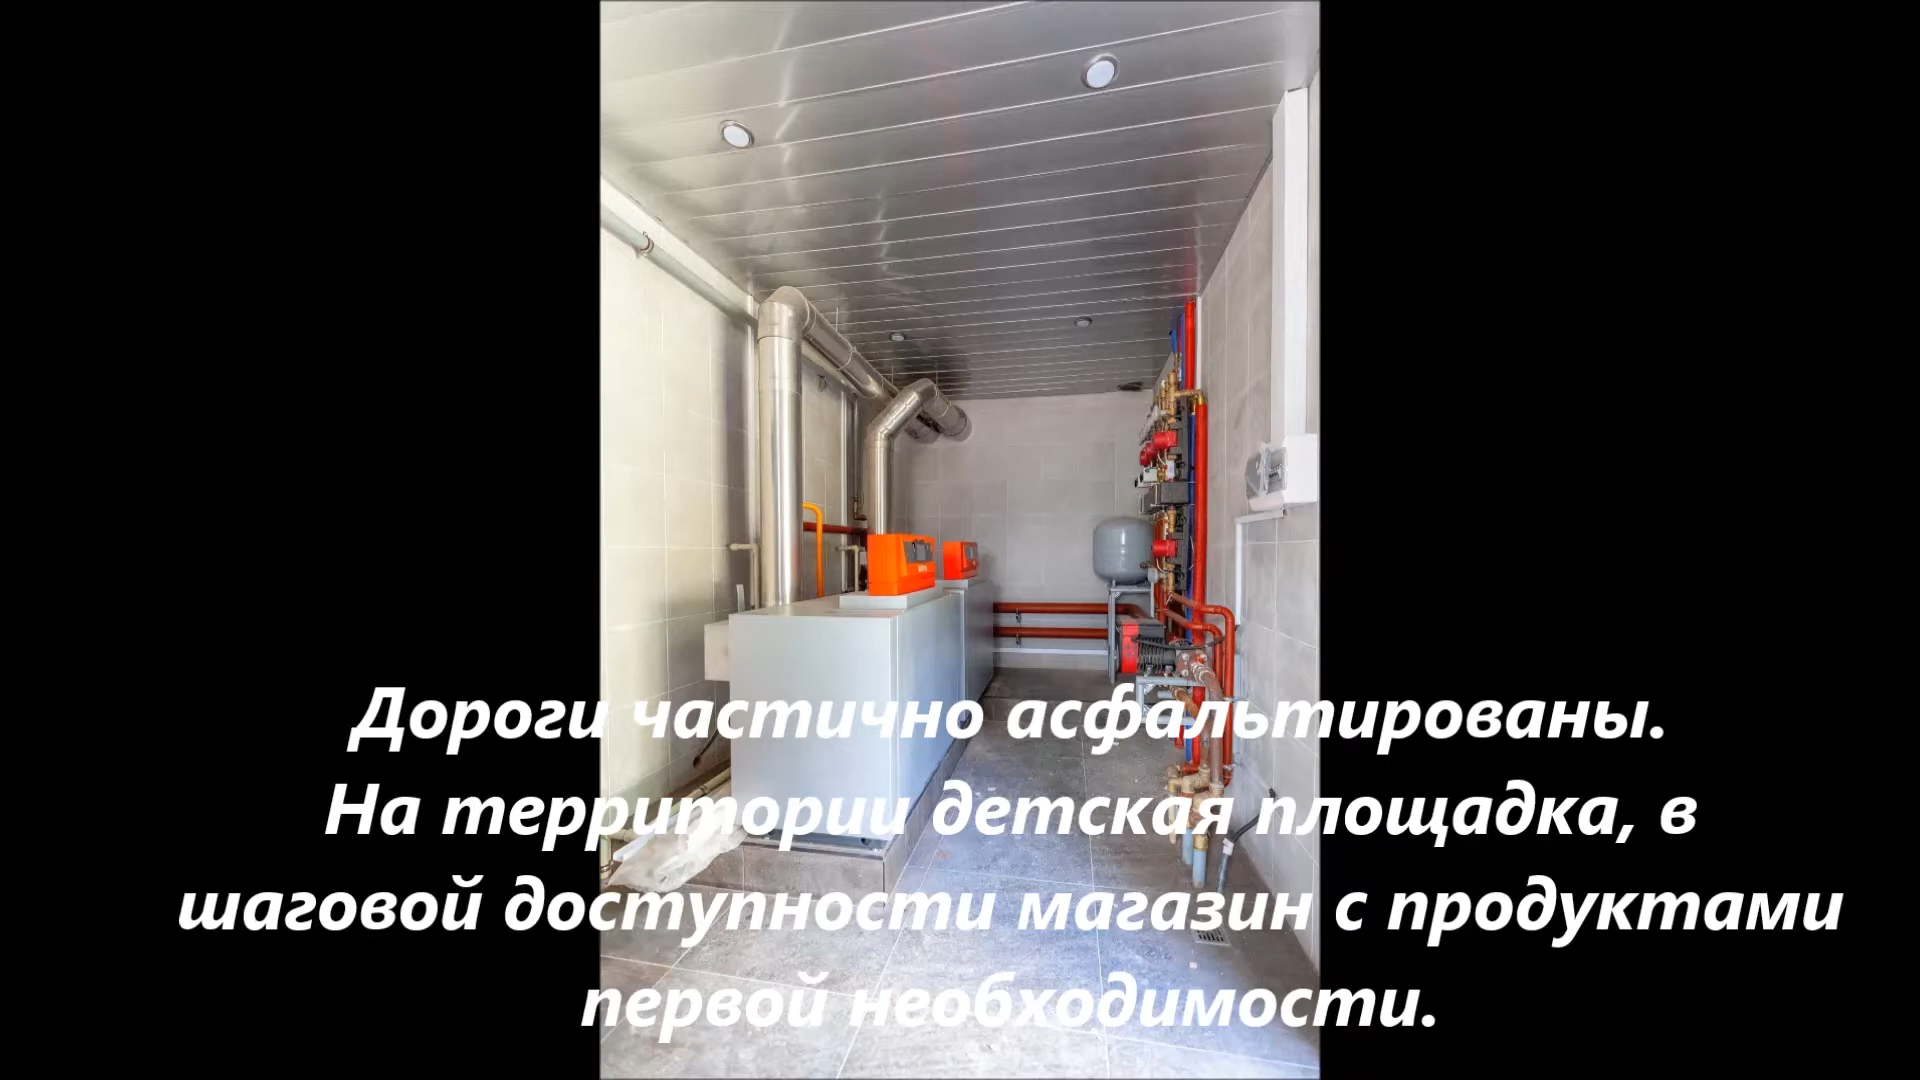 Дороги частично асфальтированы.
На территории детская площадка, в
шаговой доступности магазин с продуктами
первой необходимости.